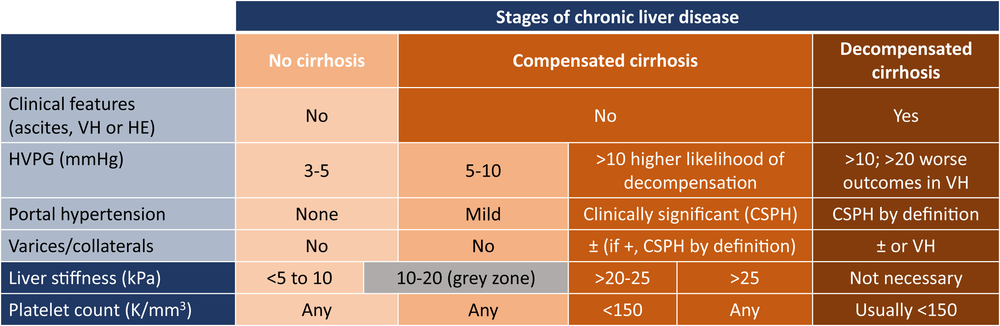 Stages of chronic liver disease
No cirrhosis
Compensated cirrhosis
Decompensated
cirrhosis
Clinical features
(ascites, VH or HE)
No
No
Yes
HVPG (mmHg)
3-5
5-10
>10 higher likelihood of
decompensation
>10; >20 worse
outcomes in VH
Portal hypertension
None
Mild
Clinically significant (CSPH)
CSPH by definition
Varices/collaterals
No
No
± (if +, CSPH by definition)
± or VH
Liver stiffness (kPa)
<5 to 10
10-20 (grey zone)
>20-25
>25
Not necessary
Platelet count (K/mm³)
Any
Any
<150
Any
Usually <150